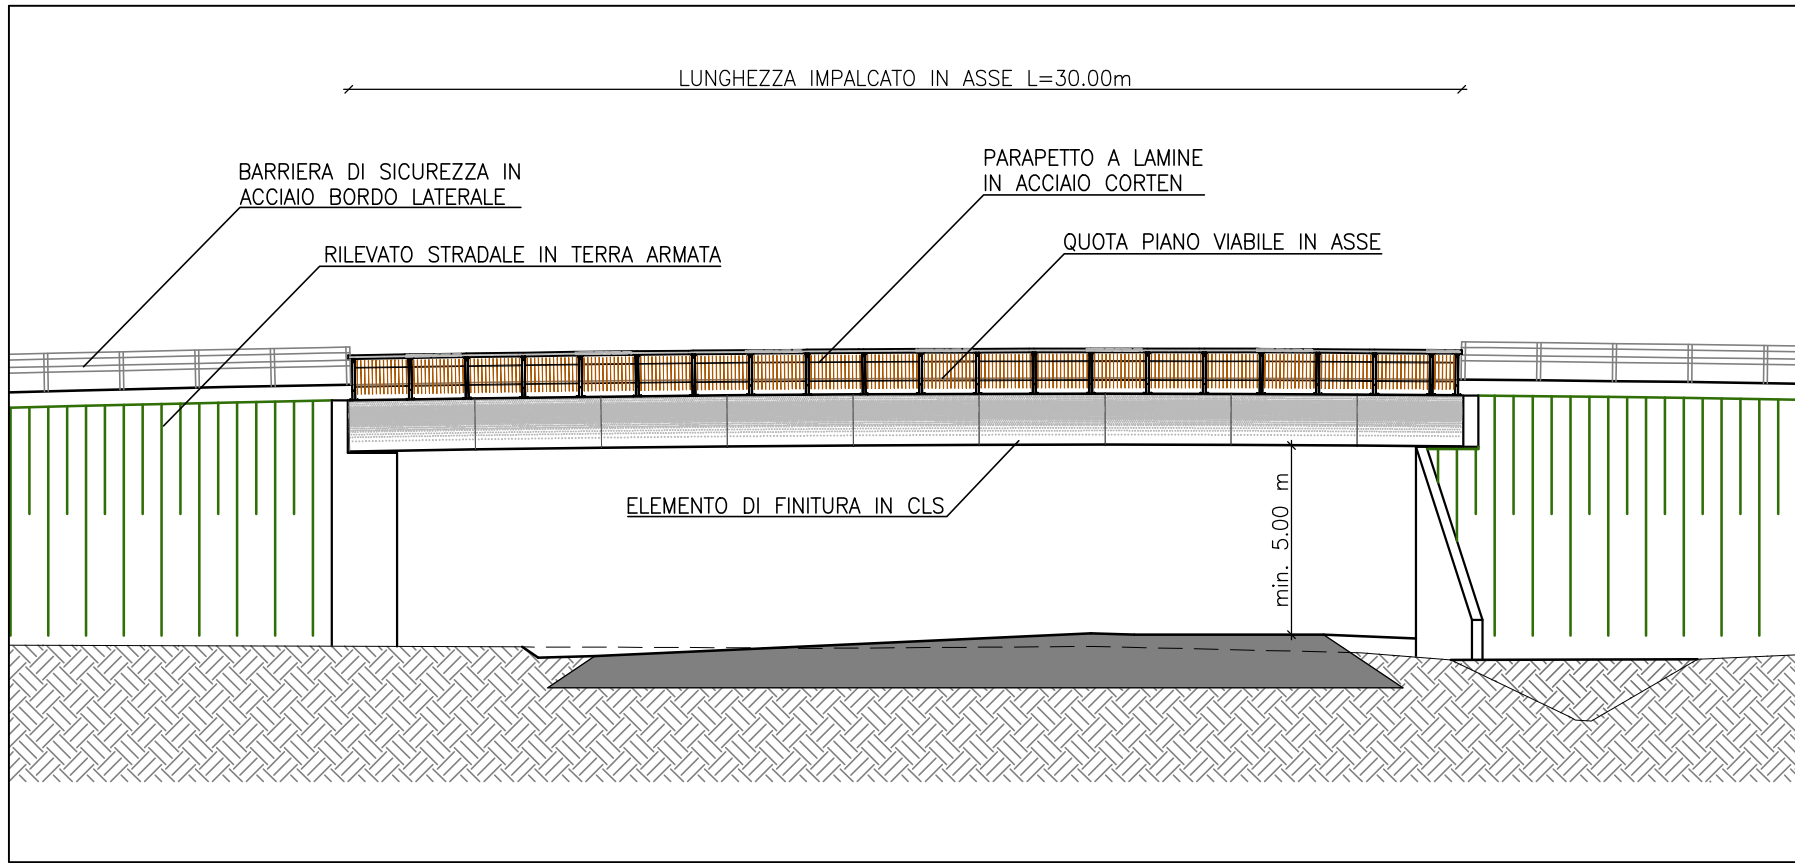 LUNGHEZZA IMPALCATO IN ASSE L=30.00m
BARRIERA DI SICUREZZA IN
ACCIAIO BORDO LATERALE
PARAPETTO A LAMINE
IN ACCIAIO CORTEN
RILEVATO STRADALE IN TERRA ARMATA
QUOTA PIANO VIABILE IN ASSE
ELEMENTO DI FINITURA IN CLS
min. 5.00 m